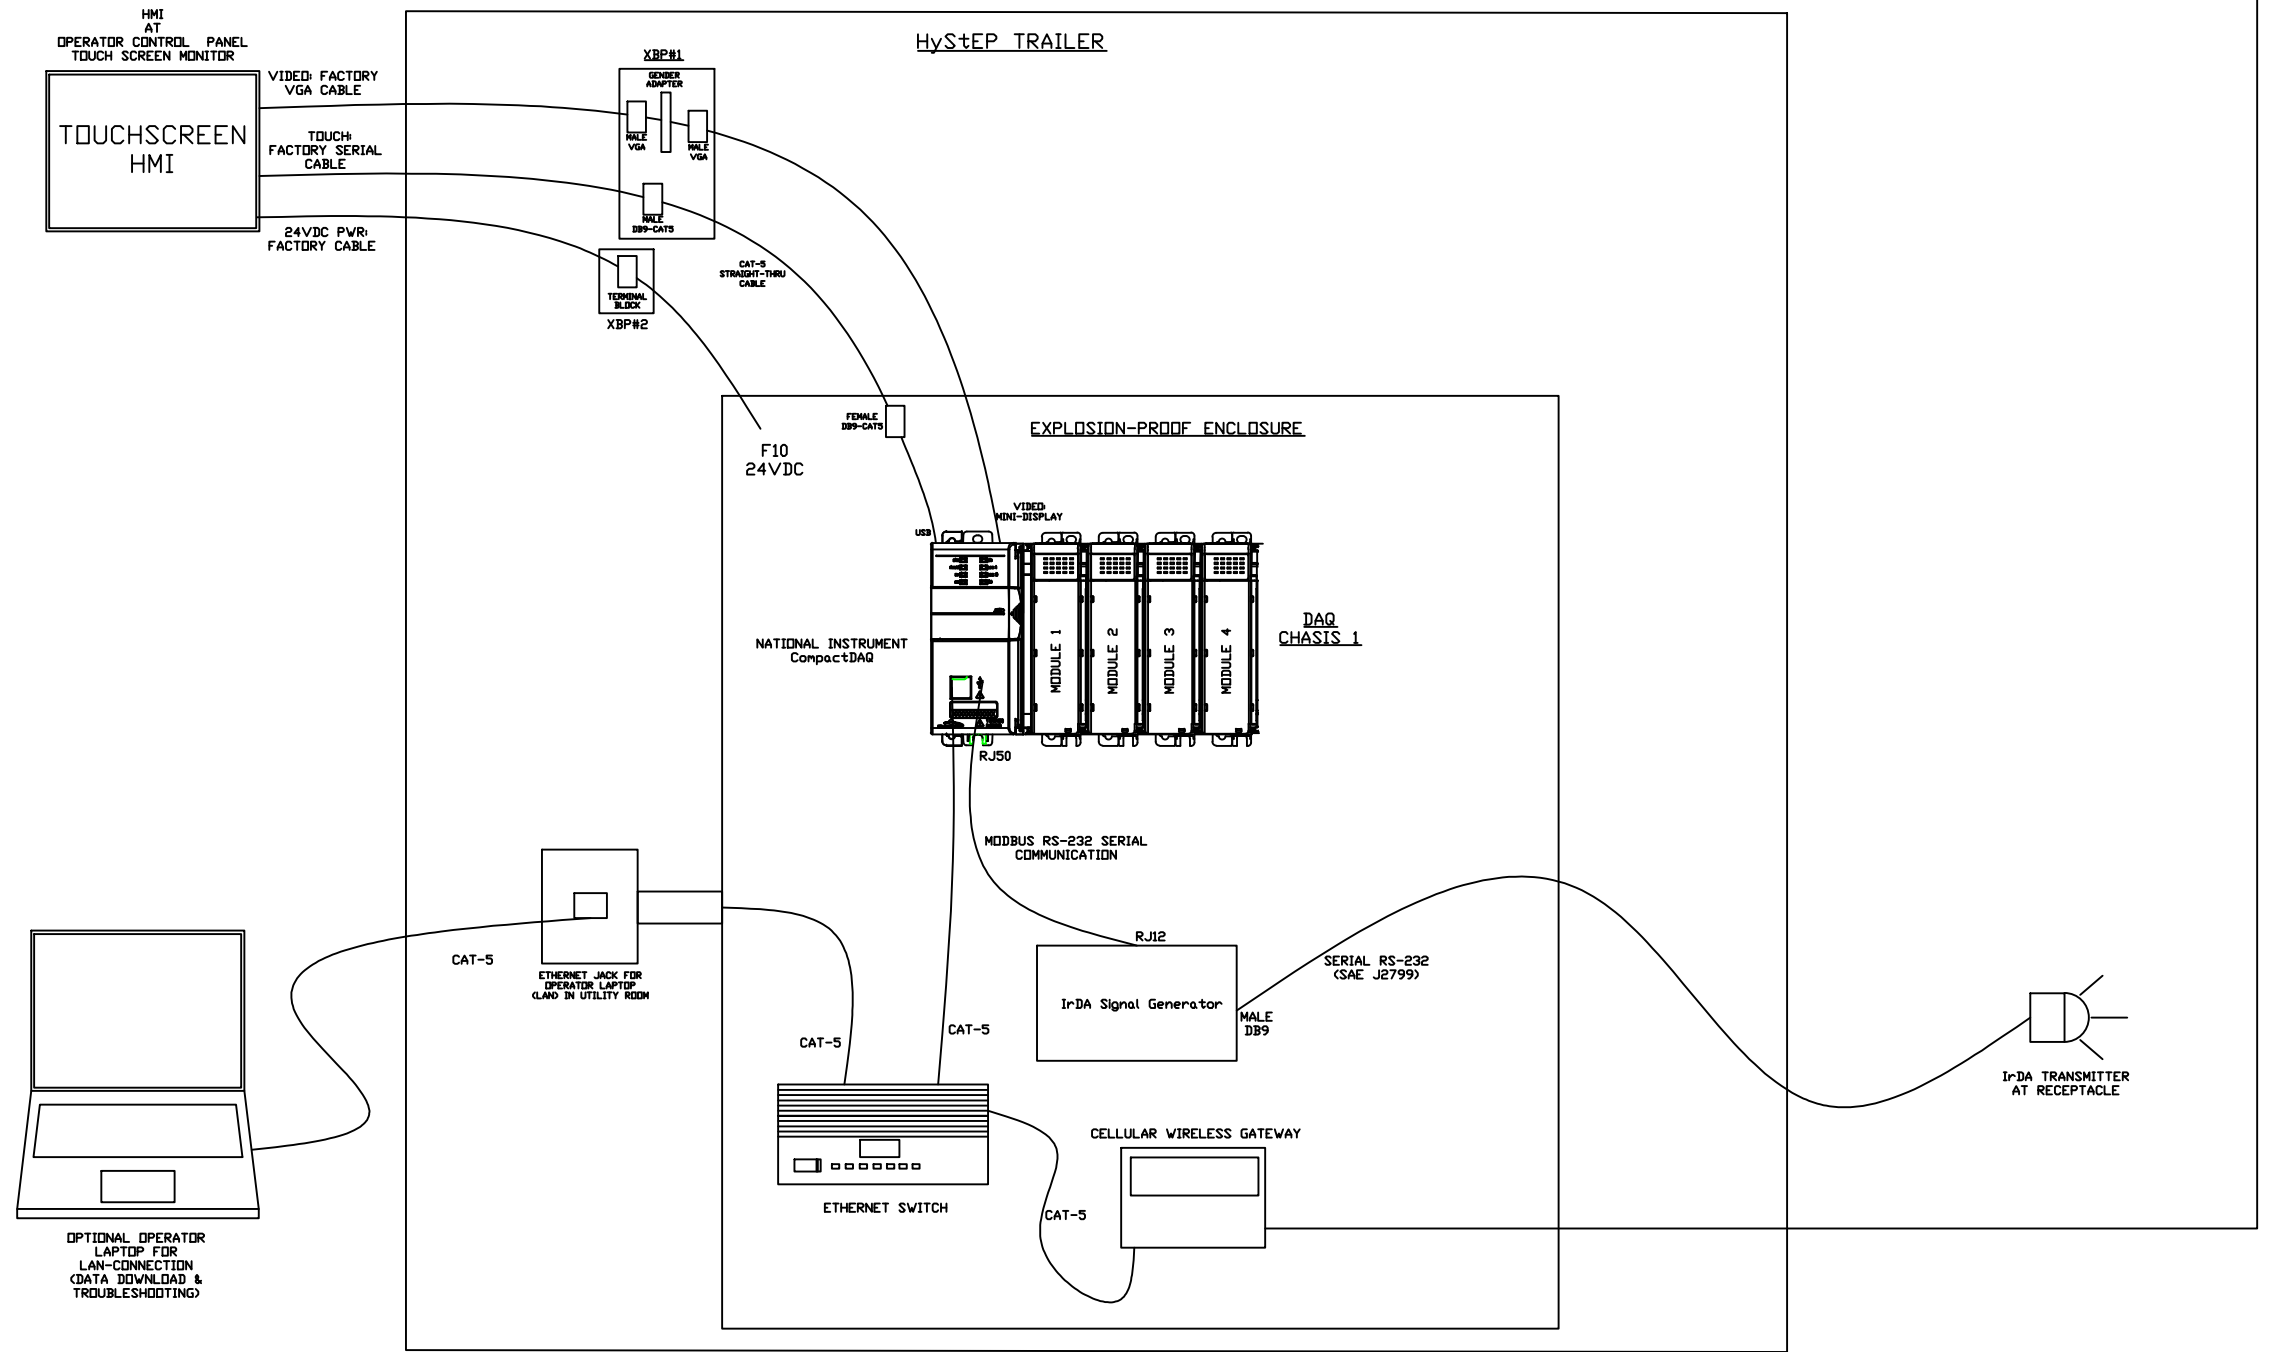 HMI
AT
OPERATOR CONTROL PANEL
TOUCH SCREEN MONITOR
TOUCHSCREEN
HMI
VIDEO: FACTORY
VGA CABLE
TOUCH:
FACTORY SERIAL
CABLE
24VDC PWR:
FACTORY CABLE
HyStEP TRAILER
XBP#1
GENDER
ADAPTER
MALE
VGA
MALE
VGA
MALE
DB9-CAT5
TERMINAL
BLOCK
XBP#2
CAT-5
STRAIGHT-THRU
CABLE
F10
24VDC
FEMALE
DB9-CAT5
EXPLOSION-PROOF ENCLOSURE
USB
VIDEO:
MINI-DISPLAY
NATIONAL INSTRUMENT
CompactDAQ
MODULE 1
MODULE 2
MODULE 3
MODULE 4
DAQ
CHASIS 1
RJ50
MODBUS RS-232 SERIAL
COMMUNICATION
RJ12
IrDA Signal Generator
MALE
DB9
SERIAL RS-232
(SAE J2799)
IrDA TRANSMITTER
AT RECEPTACLE
CAT-5
ETHERNET JACK FOR
OPERATOR LAPTOP
(LAN) IN UTILITY ROOM
CAT-5
CAT-5
ETHERNET SWITCH
CAT-5
CELLULAR WIRELESS GATEWAY
OPTIONAL OPERATOR
LAPTOP FOR
LAN-CONNECTION
(DATA DOWNLOAD &
TROUBLESHOOTING)